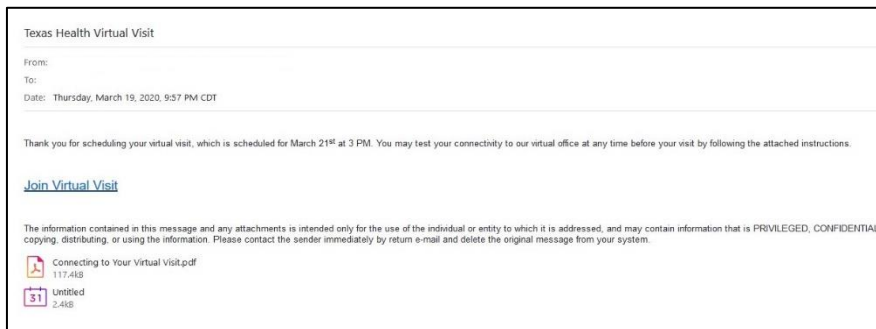 Texas Health Virtual Visit
From:
To:
Date: Thursday, March 19, 2020, 9:57 PM CDT
Thank you for scheduling your virtual visit, which is scheduled for March 21st at 3 PM. You may test your connectivity to our virtual office at any time before your visit by following the attached instructions.
Join Virtual Visit
The information contained in this message and any attachments is intended only for the use of the individual or entity to which it is addressed, and may contain information that is PRIVILEGED, CONFIDENTIAL
copying, distributing, or using the information. Please contact the sender immediately by return e-mail and delete the original message from your system.
Connecting to Your Virtual Visit.pdf
117.4kB
31 Untitled
2.4kB